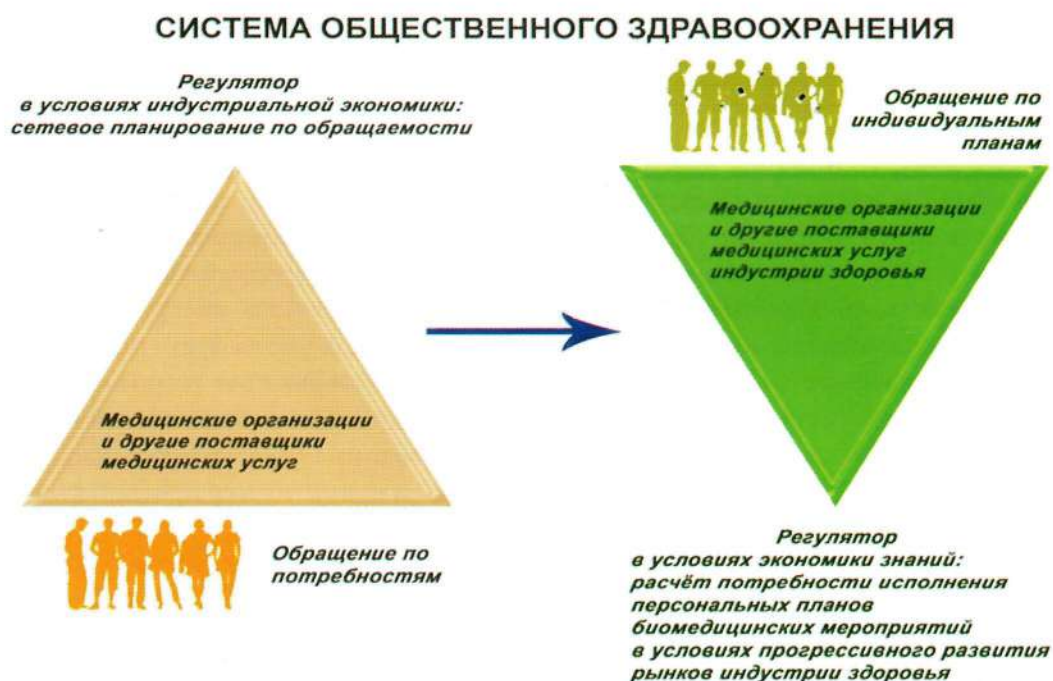 СИСТЕМА ОБЩЕСТВЕННОГО ЗДРАВООХРАНЕНИЯ
Регулятор
в условиях индустриальной экономики:
сетевое планирование по обращаемости
Медицинские организации
и другие поставщики
медицинских услуг
Обращение по
потребностям
Обращение по
индивидуальным
планам
Медицинские организации
и другие поставщики
медицинских услуг
индустрии здоровья
Регулятор
в условиях экономики знаний:
расчёт потребности исполнения
персональных планов
биомедицинских мероприятий
в условиях прогрессивного развития
рынков индустрии здоровья